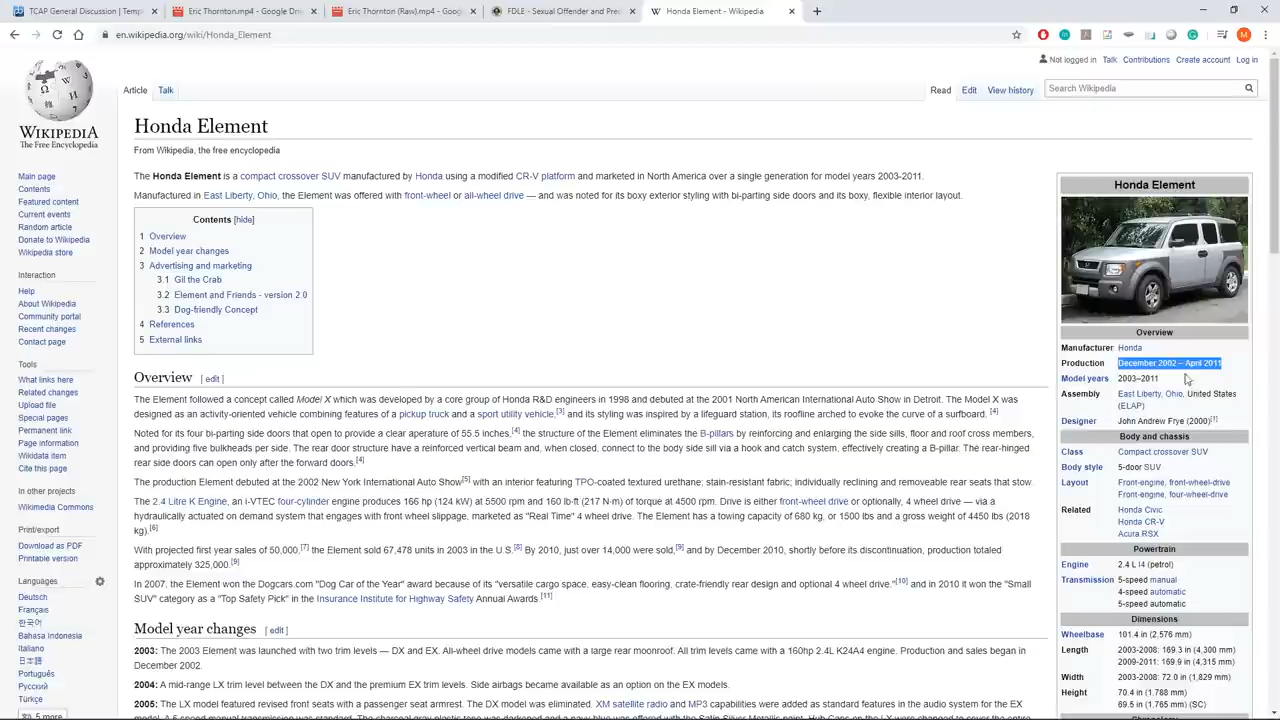 TCAP General Discussion | Temp
Eric Thornton.mp4 - Google Driv
Eric Thornton (Raw).mp4 - Googl
FDLE - Sexual Offender and Pred
Honda Element - Wikipedia
en.wikipedia.org/wiki/Honda_Element
M
Not logged in Talk Contributions Create account Log in
Article Talk
Read Edit View history
Search Wikipedia
WIKIPEDIA
The Free Encyclopedia
Main page
Contents
Featured content
Current events
Random article
Donate to Wikipedia
Wikipedia store
Interaction
Help
About Wikipedia
Community portal
Recent changes
Contact page
Tools
What links here
Related changes
Upload file
Special pages
Permanent link
Page information
Wikidata item
Cite this page
In other projects
Wikimedia Commons
Print/export
Download as PDF
Printable version
Languages
Deutsch
Français
한국어
Bahasa Indonesia
Italiano
日本語
Português
Русский
Türkçe
5 more
Honda Element
From Wikipedia, the free encyclopedia
The Honda Element is a compact crossover SUV manufactured by Honda using a modified CR-V platform and marketed in North America over a single generation for model years 2003-2011.
Manufactured in East Liberty, Ohio, the Element was offered with front-wheel or all-wheel drive — and was noted for its boxy exterior styling with bi-parting side doors and its boxy, flexible interior layout.
Contents [hide]
1 Overview
2 Model year changes
3 Advertising and marketing
3.1 Gil the Crab
3.2 Element and Friends - version 2.0
3.3 Dog-friendly Concept
4 References
5 External links
Overview [ edit ]
The Element followed a concept called Model X which was developed by a core group of Honda R&D engineers in 1998 and debuted at the 2001 North American International Auto Show in Detroit. The Model X was
designed as an activity-oriented vehicle combining features of a pickup truck and a sport utility vehicle,[3] and its styling was inspired by a lifeguard station, its roofline arched to evoke the curve of a surfboard. [4]
Noted for its four bi-parting side doors that open to provide a clear aperature of 55.5 inches,[4] the structure of the Element eliminates the B-pillars by reinforcing and enlarging the side sills, floor and roof cross members,
and providing five bulkheads per side. The rear door structure have a reinforced vertical beam and, when closed, connect to the body side sill via a hook and catch system, effectively creating a B-pillar. The rear-hinged
rear side doors can open only after the forward doors.[4]
The production Element debuted at the 2002 New York International Auto Show[5] with an interior featuring TPO-coated textured urethane; stain-resistant fabric; individually reclining and removeable rear seats that stow.
The 2.4 Litre K Engine, an i-VTEC four-cylinder engine produces 166 hp (124 kW) at 5500 rpm and 160 lb·ft (217 N·m) of torque at 4500 rpm. Drive is either front-wheel drive or optionally, 4 wheel drive — via a
hydraulically actuated on demand system that engages with front wheel slippage, marketed as "Real Time" 4 wheel drive. The Element has a towing capacity of 680 kg, or 1500 lbs and a gross weight of 4450 lbs (2018
kg).[6]
With projected first year sales of 50,000,[7] the Element sold 67,478 units in 2003 in the U.S.[8] By 2010, just over 14,000 were sold,[9] and by December 2010, shortly before its discontinuation, production totaled
approximately 325,000.[9]
In 2007, the Element won the Dogcars.com "Dog Car of the Year" award because of its "versatile cargo space, easy-clean flooring, crate-friendly rear design and optional 4 wheel drive."[10] and in 2010 it won the "Small
SUV" category as a "Top Safety Pick" in the Insurance Institute for Highway Safety Annual Awards.[11]
Model year changes [ edit ]
2003: The 2003 Element was launched with two trim levels — DX and EX. All-wheel drive models came with a large rear moonroof. All trim levels came with a 160hp 2.4L K24A4 engine. Production and sales began in
December 2002.
2004: A mid-range LX trim level between the DX and the premium EX trim levels. Side airbags became available as an option on the EX models.
2005: The LX model featured revised front seats with a passenger seat armrest. The DX model was eliminated. XM satellite radio and MP3 capabilities were added as standard features in the audio system for the EX
Honda Element
Overview
Manufacturer Honda
Production December 2002 – April 2011
Model years 2003–2011
Assembly East Liberty, Ohio, United States
(ELAP)
Designer John Andrew Frye (2000)[1]
Body and chassis
Class Compact crossover SUV
Body style 5-door SUV
Layout Front-engine, front-wheel-drive
Front-engine, four-wheel-drive
Related Honda Civic
Honda CR-V
Acura RSX
Powertrain
Engine 2.4 L I4 (petrol)
Transmission 5-speed manual
4-speed automatic
5-speed automatic
Dimensions
Wheelbase 101.4 in (2,576 mm)
Length 2003-2008: 169.3 in (4,300 mm)
2009-2011: 169.9 in (4,315 mm)
Width 2003-2008: 72.0 in (1,829 mm)
Height 70.4 in (1,788 mm)
69.5 in (1,765 mm) (SC)